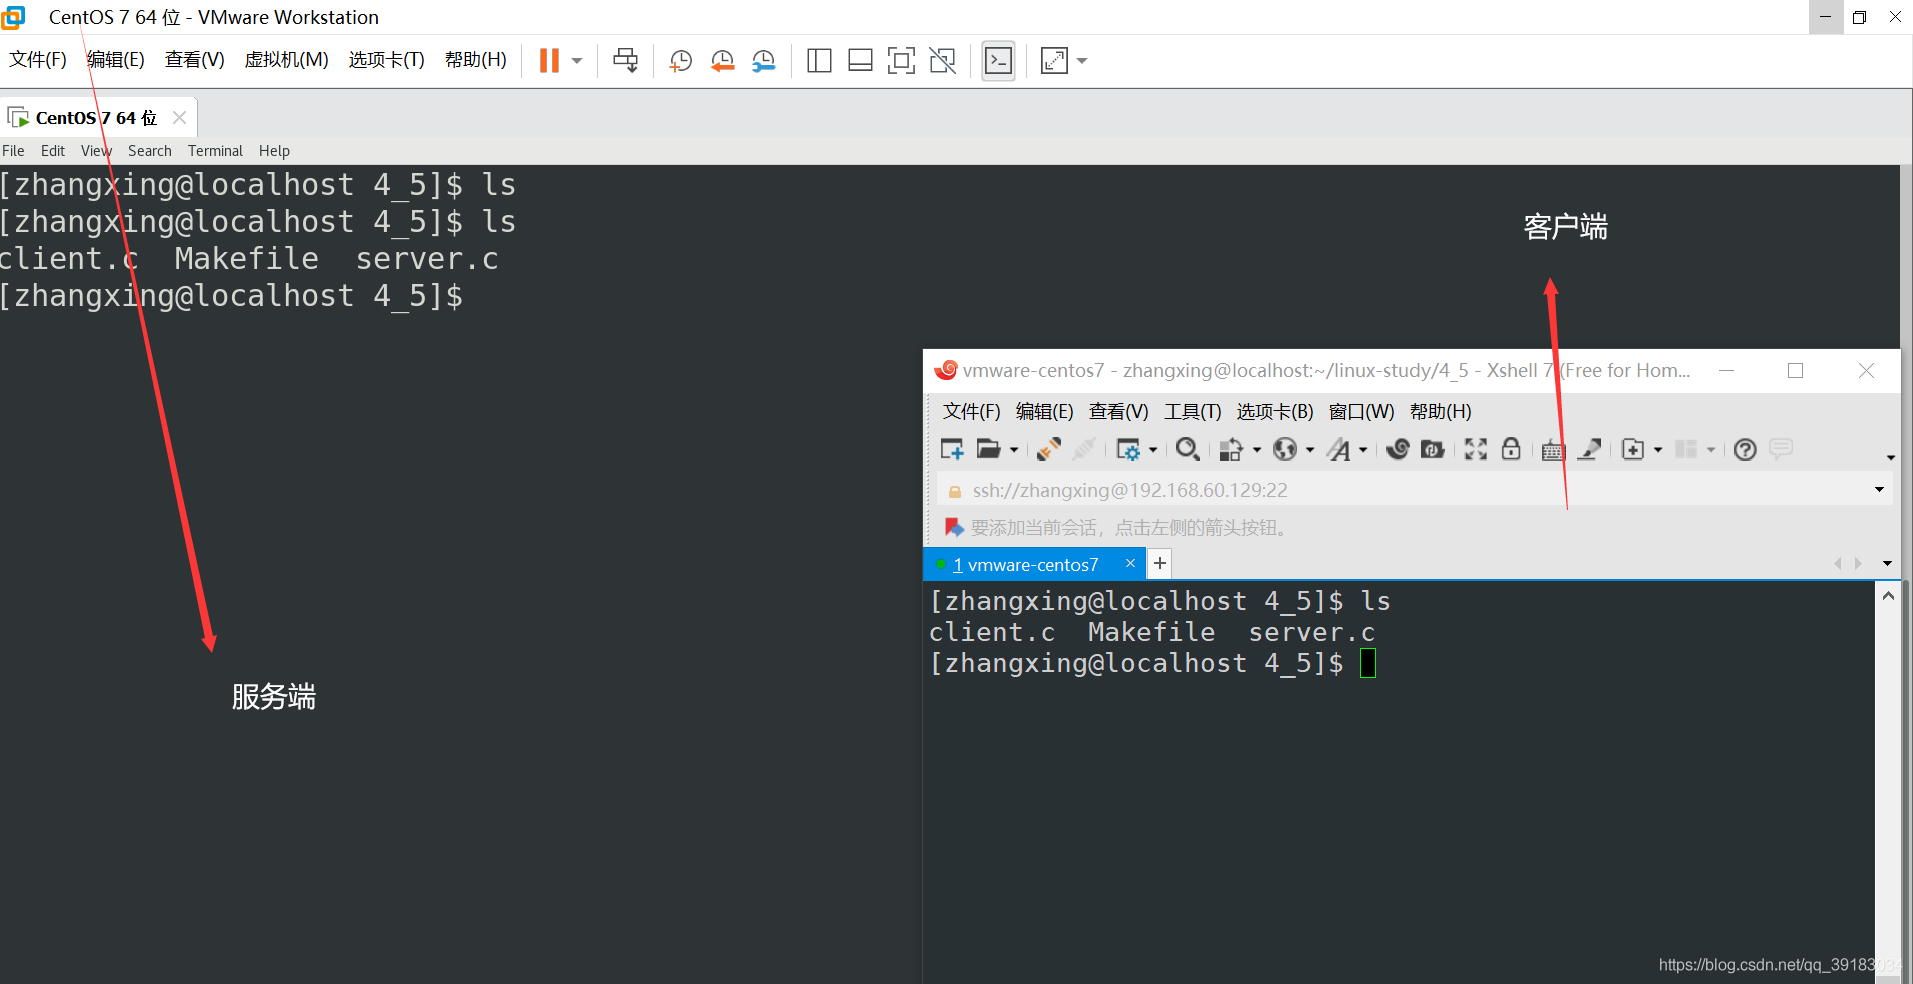 CentOS 7 64 位 - VMware Workstation
文件(F) 编辑(E) 查看(V) 虚拟机(M) 选项卡(T) 帮助(H)
CentOS 7 64 位
File Edit View Search Terminal Help
[zhangxing@localhost 4_5]$ ls
[zhangxing@localhost 4_5]$ ls
client.c Makefile server.c
[zhangxing@localhost 4_5]$
客户端
服务端
vmware-centos7 - zhangxing@localhost:~/linux-study/4_5 - Xshell 7 (Free for Hom...
文件(F) 编辑(E) 查看(V) 工具(T) 选项卡(B) 窗口(W) 帮助(H)
ssh://zhangxing@192.168.60.129:22
要添加当前会话，点击左侧的箭头按钮。
1 vmware-centos7
[zhangxing@localhost 4_5]$ ls
client.c Makefile server.c
[zhangxing@localhost 4_5]$
https://blog.csdn.net/qq_39183034